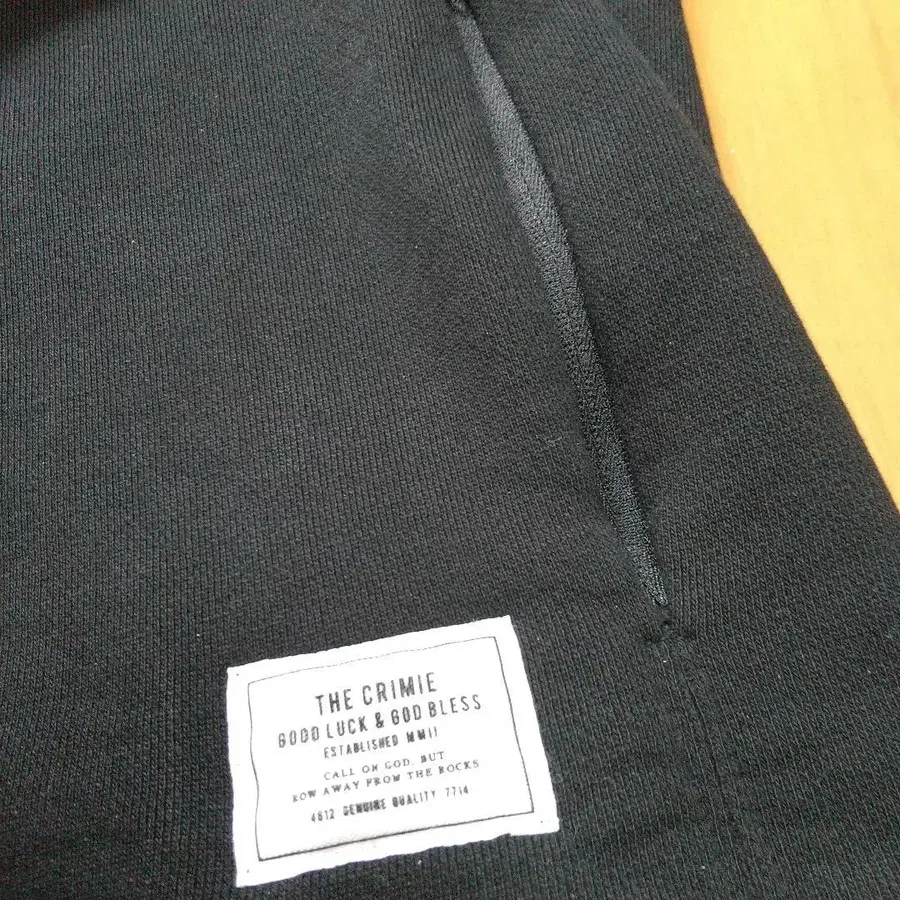 THE CRIMIE
GOOD LUCK & GOD BLESS
ESTABLISHED MMII
CALL ON GOD, BUT
ROW AWAY FROM THE ROCKS
4612 GENUINE QUALITY 7714